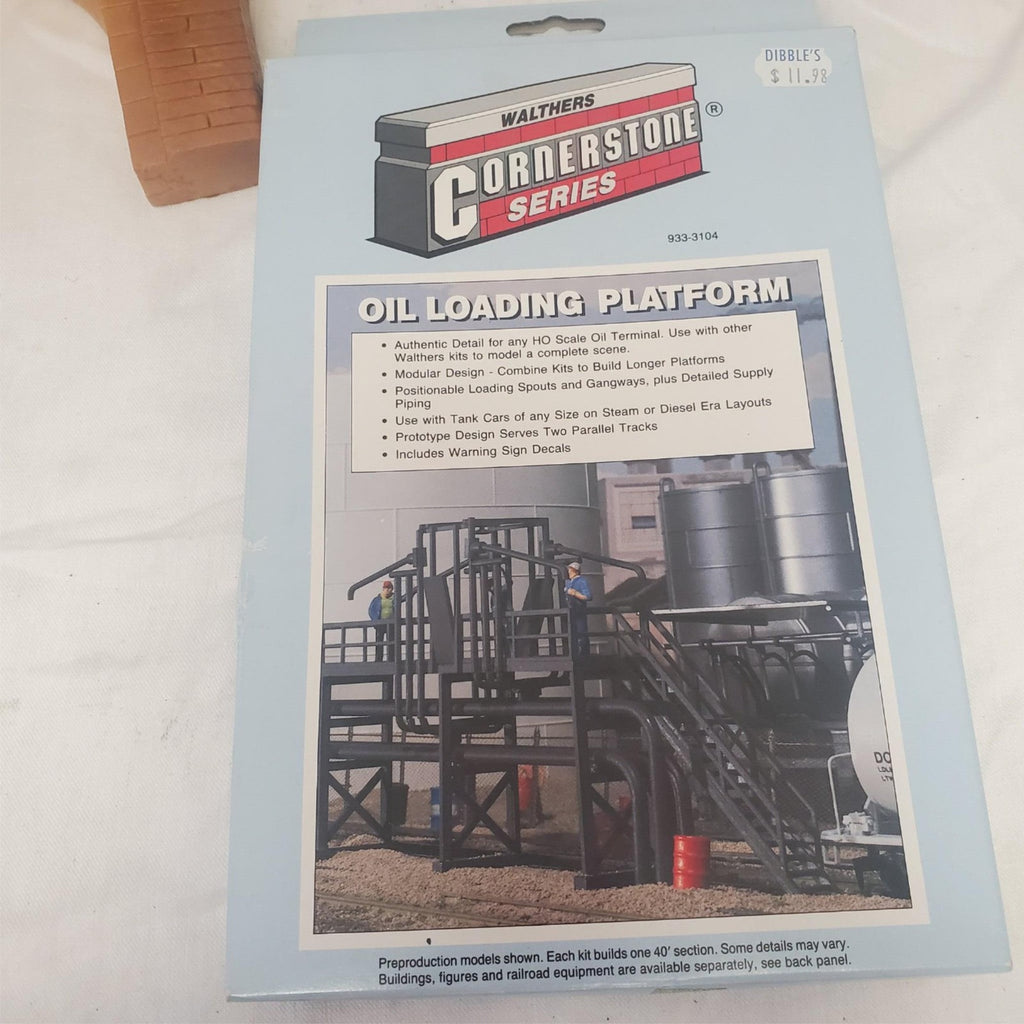 DIBBLE'S
$ 11.98
WALTHERS
CORNERSTONE ®
SERIES
933-3104
OIL LOADING PLATFORM
• Authentic Detail for any HO Scale Oil Terminal. Use with other
Walthers kits to model a complete scene.
• Modular Design - Combine Kits to Build Longer Platforms
• Positionable Loading Spouts and Gangways, plus Detailed Supply
Piping
• Use with Tank Cars of any Size on Steam or Diesel Era Layouts
• Prototype Design Serves Two Parallel Tracks
• Includes Warning Sign Decals
DO
Preproduction models shown. Each kit builds one 40' section. Some details may vary.
Buildings, figures and railroad equipment are available separately, see back panel.